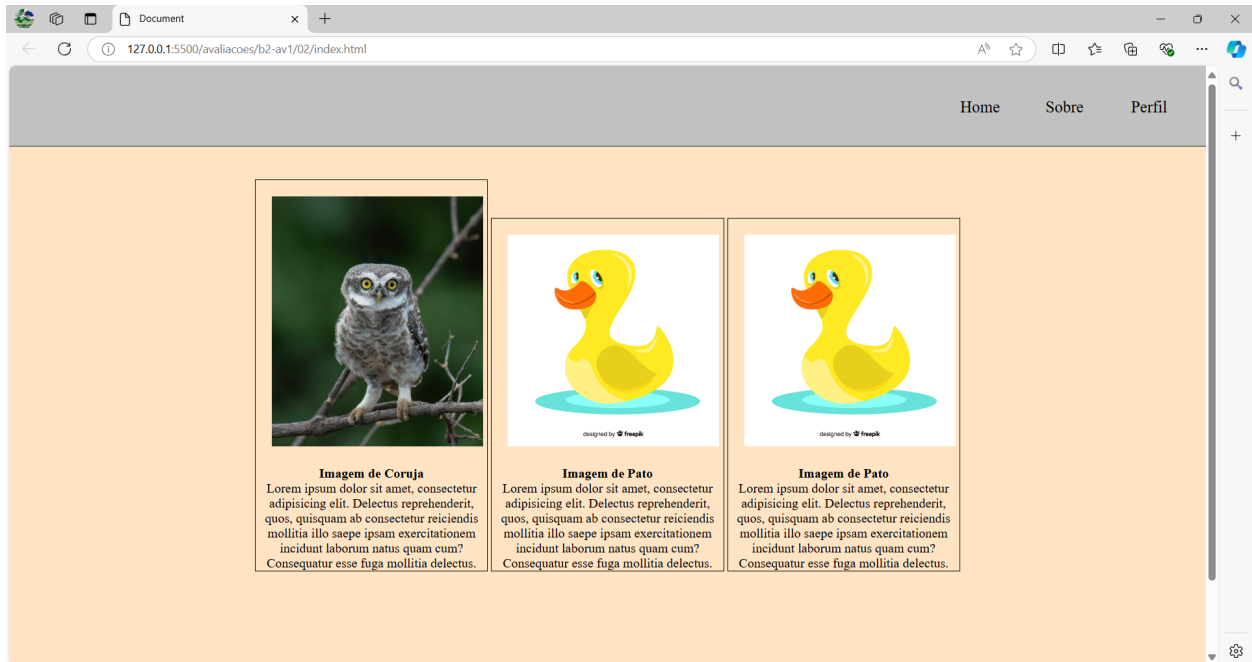 Document
127.0.0.1:5500/avaliacoes/b2-av1/02/index.html
Home Sobre Perfil
designed by freepik
designed by freepik
Imagem de Coruja
Lorem ipsum dolor sit amet, consectetur
adipisicing elit. Delectus reprehenderit,
quos, quisquam ab consectetur reiciendis
mollitia illo saepe ipsam exercitationem
incidunt laborum natus quam cum?
Consequatur esse fuga mollitia delectus.
Imagem de Pato
Lorem ipsum dolor sit amet, consectetur
adipisicing elit. Delectus reprehenderit,
quos, quisquam ab consectetur reiciendis
mollitia illo saepe ipsam exercitationem
incidunt laborum natus quam cum?
Consequatur esse fuga mollitia delectus.
Imagem de Pato
Lorem ipsum dolor sit amet, consectetur
adipisicing elit. Delectus reprehenderit,
quos, quisquam ab consectetur reiciendis
mollitia illo saepe ipsam exercitationem
incidunt laborum natus quam cum?
Consequatur esse fuga mollitia delectus.